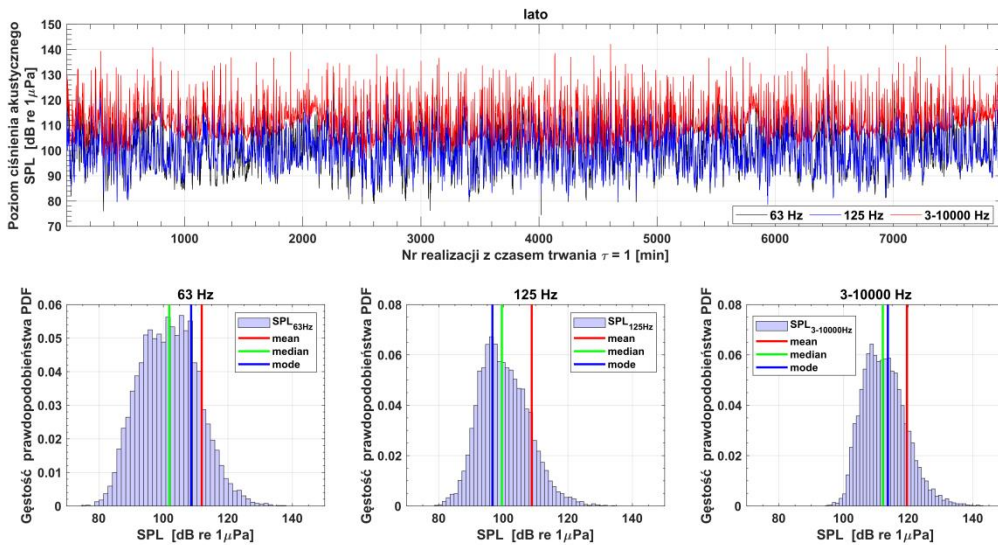 lato
Poziom ciśnienia akustycznego
SPL [dB re 1μPa]
150
140
130
120
110
100
90
80
70
1000
2000
3000
4000
5000
6000
7000
63 Hz 125 Hz 3-10000 Hz
Nr realizacji z czasem trwania τ = 1 [min]
63 Hz
Gęstość prawdopodobieństwa PDF
0.06
0.05
0.04
0.03
0.02
0.01
0
SPL63Hz
mean
median
mode
80 100 120 140
SPL [dB re 1μPa]
125 Hz
Gęstość prawdopodobieństwa PDF
0.08
0.06
0.04
0.02
0
SPL125Hz
mean
median
mode
80 100 120 140
SPL [dB re 1μPa]
3-10000 Hz
Gęstość prawdopodobieństwa PDF
0.08
0.06
0.04
0.02
0
SPL3-10000Hz
mean
median
mode
80 100 120 140
SPL [dB re 1μPa]